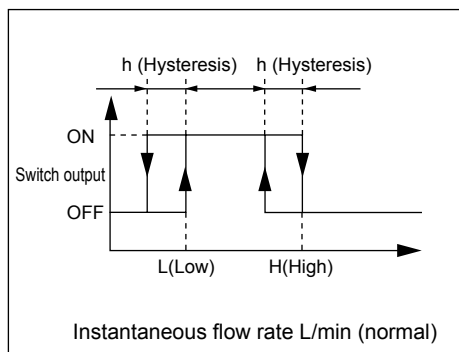 h (Hysteresis) h (Hysteresis)
ON
Switch output
OFF
L(Low) H(High)
Instantaneous flow rate L/min (normal)